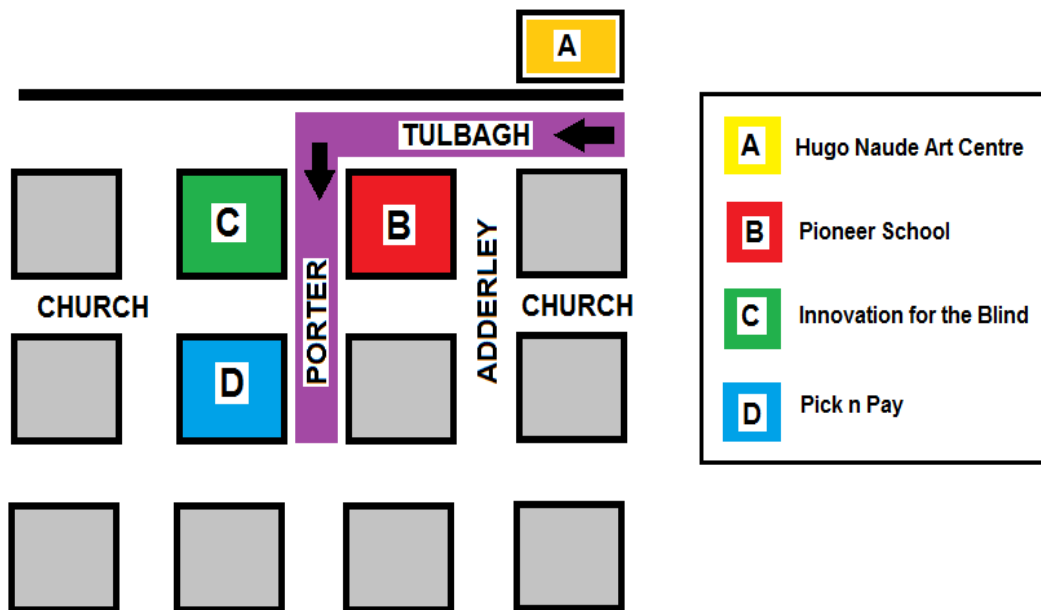 A
TULBAGH
A Hugo Naude Art Centre
C
B
B Pioneer School
CHURCH
PORTER
ADDERLEY
CHURCH
C Innovation for the Blind
D
D Pick n Pay